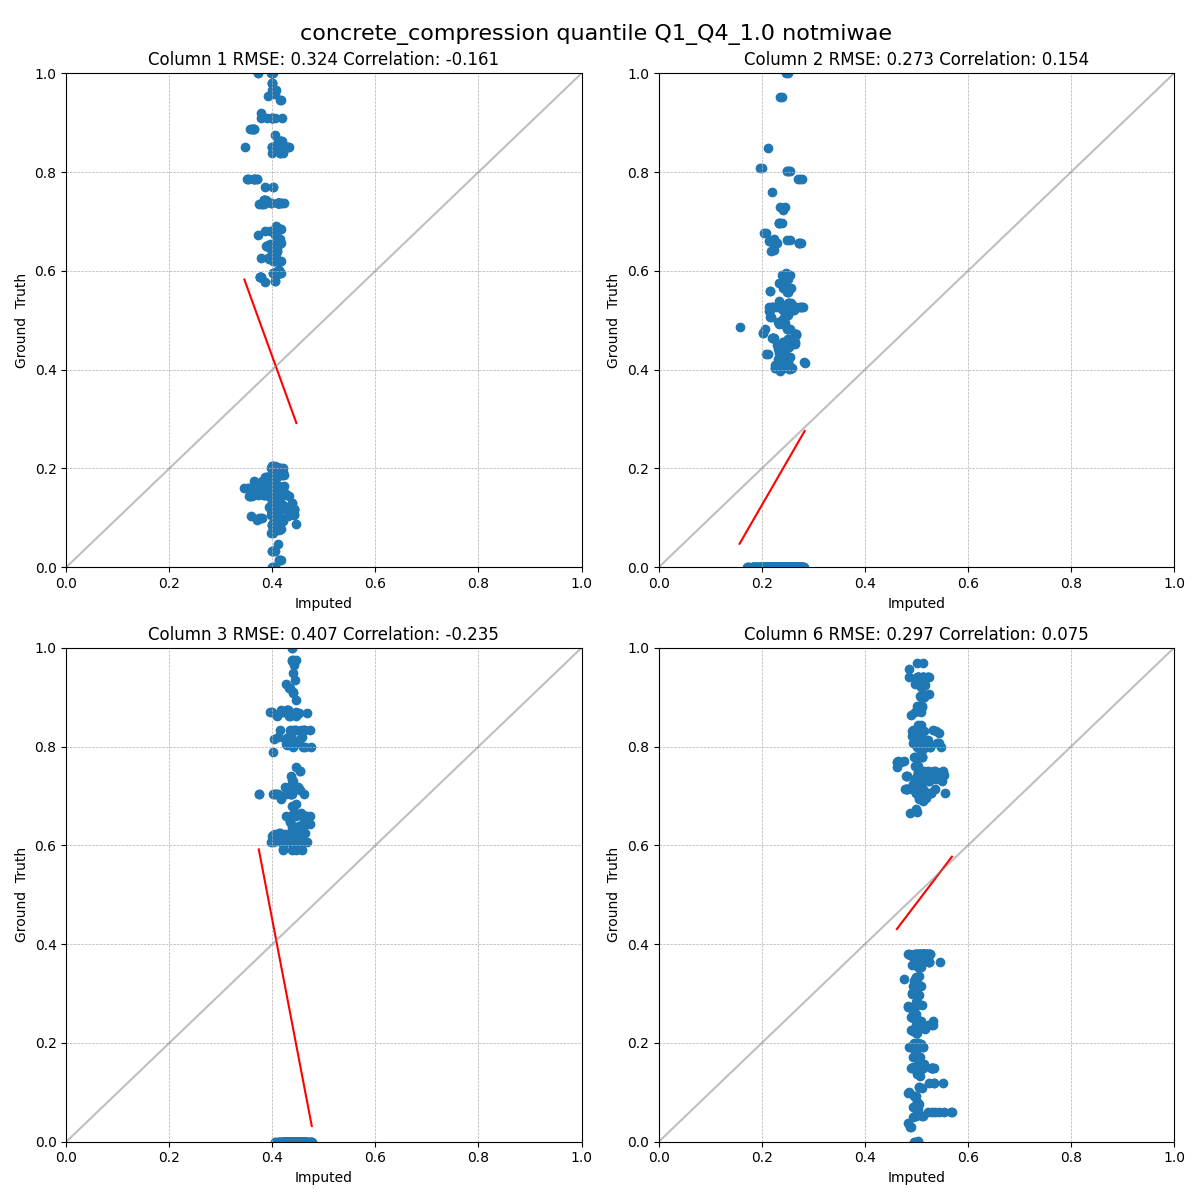 concrete_compression quantile Q1_Q4_1.0 notmiwae
Column 1 RMSE: 0.324 Correlation: -0.161
1.0
0.8
0.6
0.4
0.2
0.0
Ground Truth
0.0 0.2 0.4 0.6 0.8 1.0
Imputed
Column 2 RMSE: 0.273 Correlation: 0.154
1.0
0.8
0.6
0.4
0.2
0.0
Ground Truth
0.0 0.2 0.4 0.6 0.8 1.0
Imputed
Column 3 RMSE: 0.407 Correlation: -0.235
1.0
0.8
0.6
0.4
0.2
0.0
Ground Truth
0.0 0.2 0.4 0.6 0.8 1.0
Imputed
Column 6 RMSE: 0.297 Correlation: 0.075
1.0
0.8
0.6
0.4
0.2
0.0
Ground Truth
0.0 0.2 0.4 0.6 0.8 1.0
Imputed